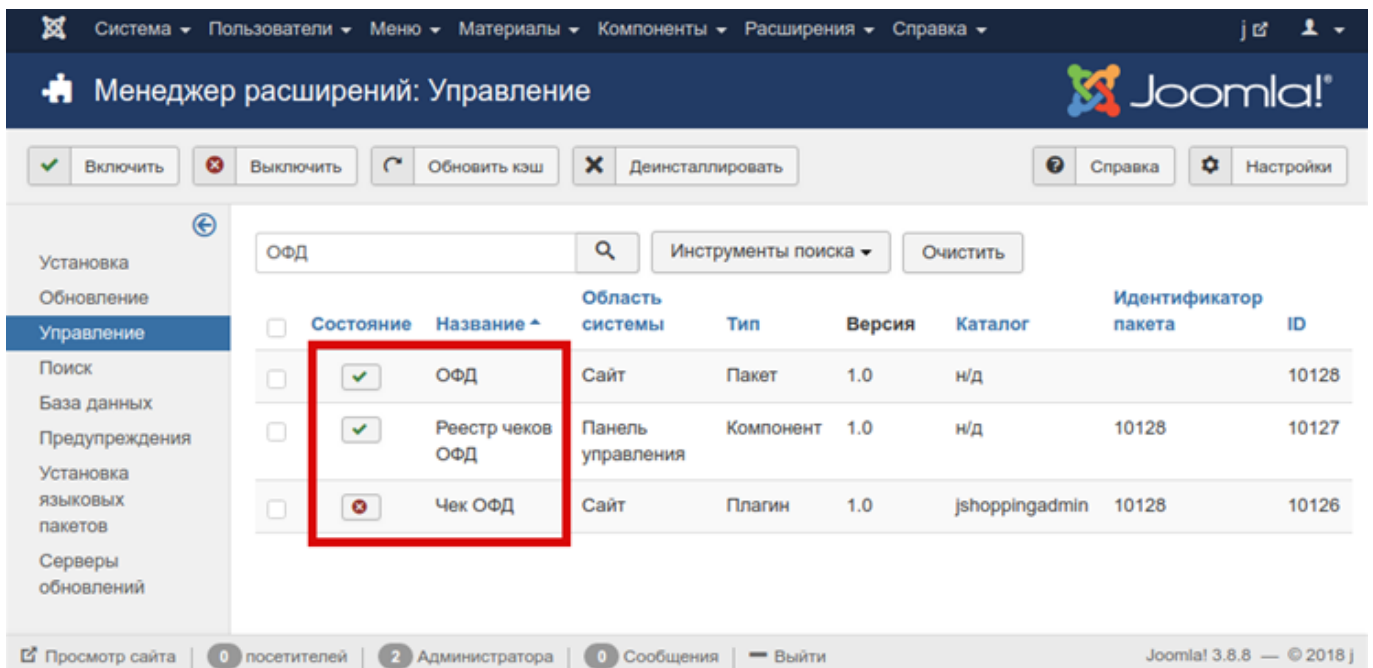 Система Пользователи Меню Материалы Компоненты Расширения Справка j
Менеджер расширений: Управление Joomla!®
Включить Выключить Обновить кэш Деинсталлировать Справка Настройки
Установка
Обновление
Управление
Поиск
База данных
Предупреждения
Установка
языковых
пакетов
Серверы
обновлений
ОФД Инструменты поиска Очистить
Состояние Название Область системы Тип Версия Каталог Идентификатор пакета ID
ОФД Сайт Пакет 1.0 н/д 10128
Реестр чеков Панель Компонент 1.0 н/д 10128 10127
ОФД управления
Чек ОФД Сайт Плагин 1.0 jshoppingadmin 10128 10126
Просмотр сайта | 0 посетителей | 2 Администратора | 0 Сообщения | Выйти Joomla! 3.8.8 — © 2018 j